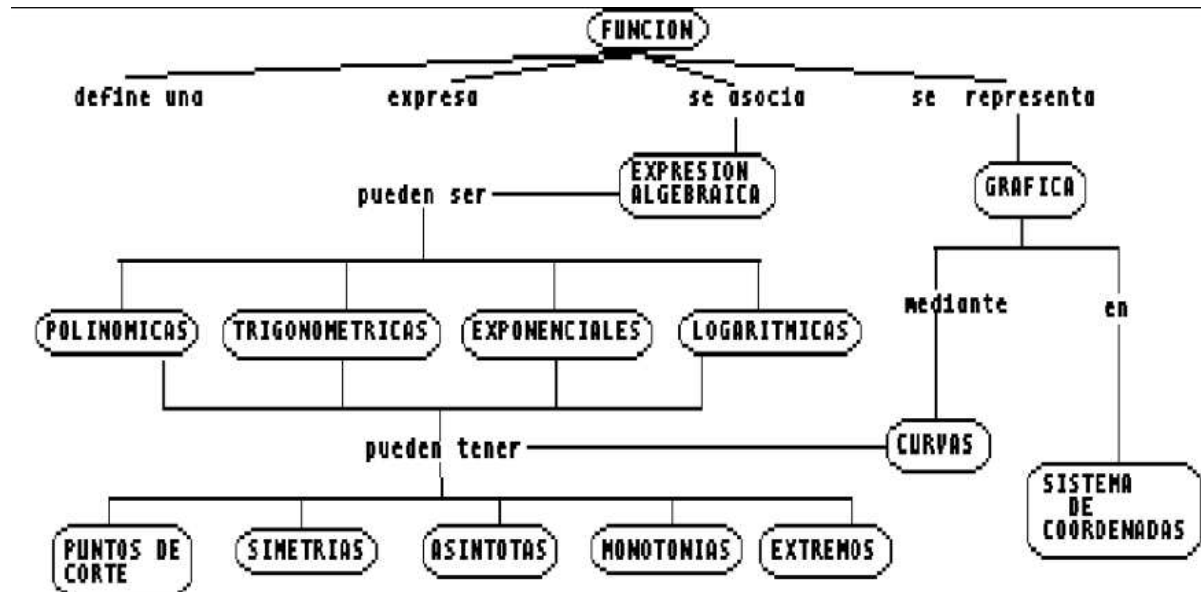 FUNCION
define una
expresa
se asocia
se representa
EXPRESION
ALGEBRAICA
GRAFICA
pueden ser
mediante
en
POLINOMICAS
TRIGONOMETRICAS
EXPONENCIALES
LOGARITMICAS
pueden tener
CURVAS
SISTEMA
DE
COORDENADAS
PUNTOS DE
CORTE
SIMETRIAS
ASINTOTAS
MONOTONIAS
EXTREMOS